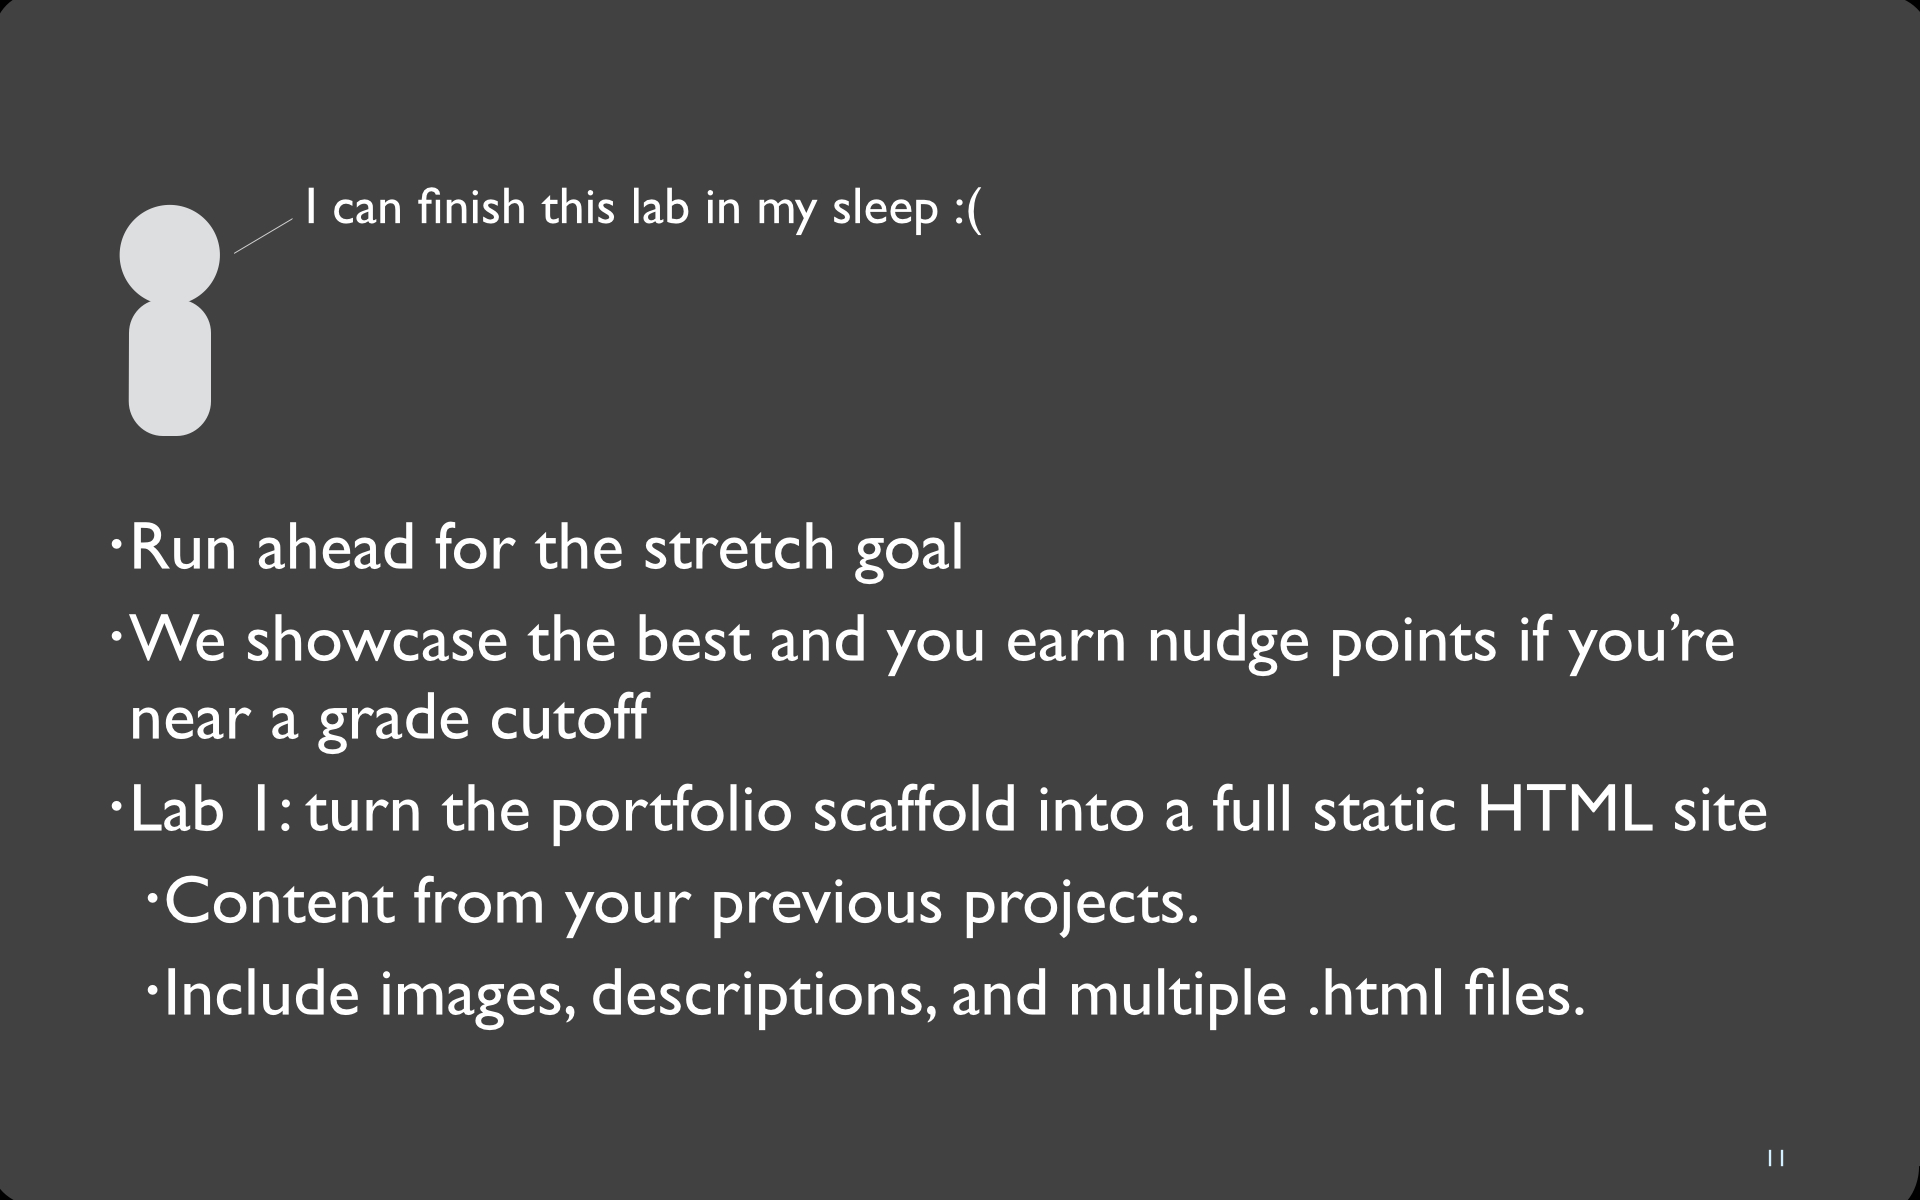 I can finish this lab in my sleep :(
•Run ahead for the stretch goal
•We showcase the best and you earn nudge points if you’re
near a grade cutoff
•Lab 1: turn the portfolio scaffold into a full static HTML site
•Content from your previous projects.
•Include images, descriptions, and multiple .html files.
11